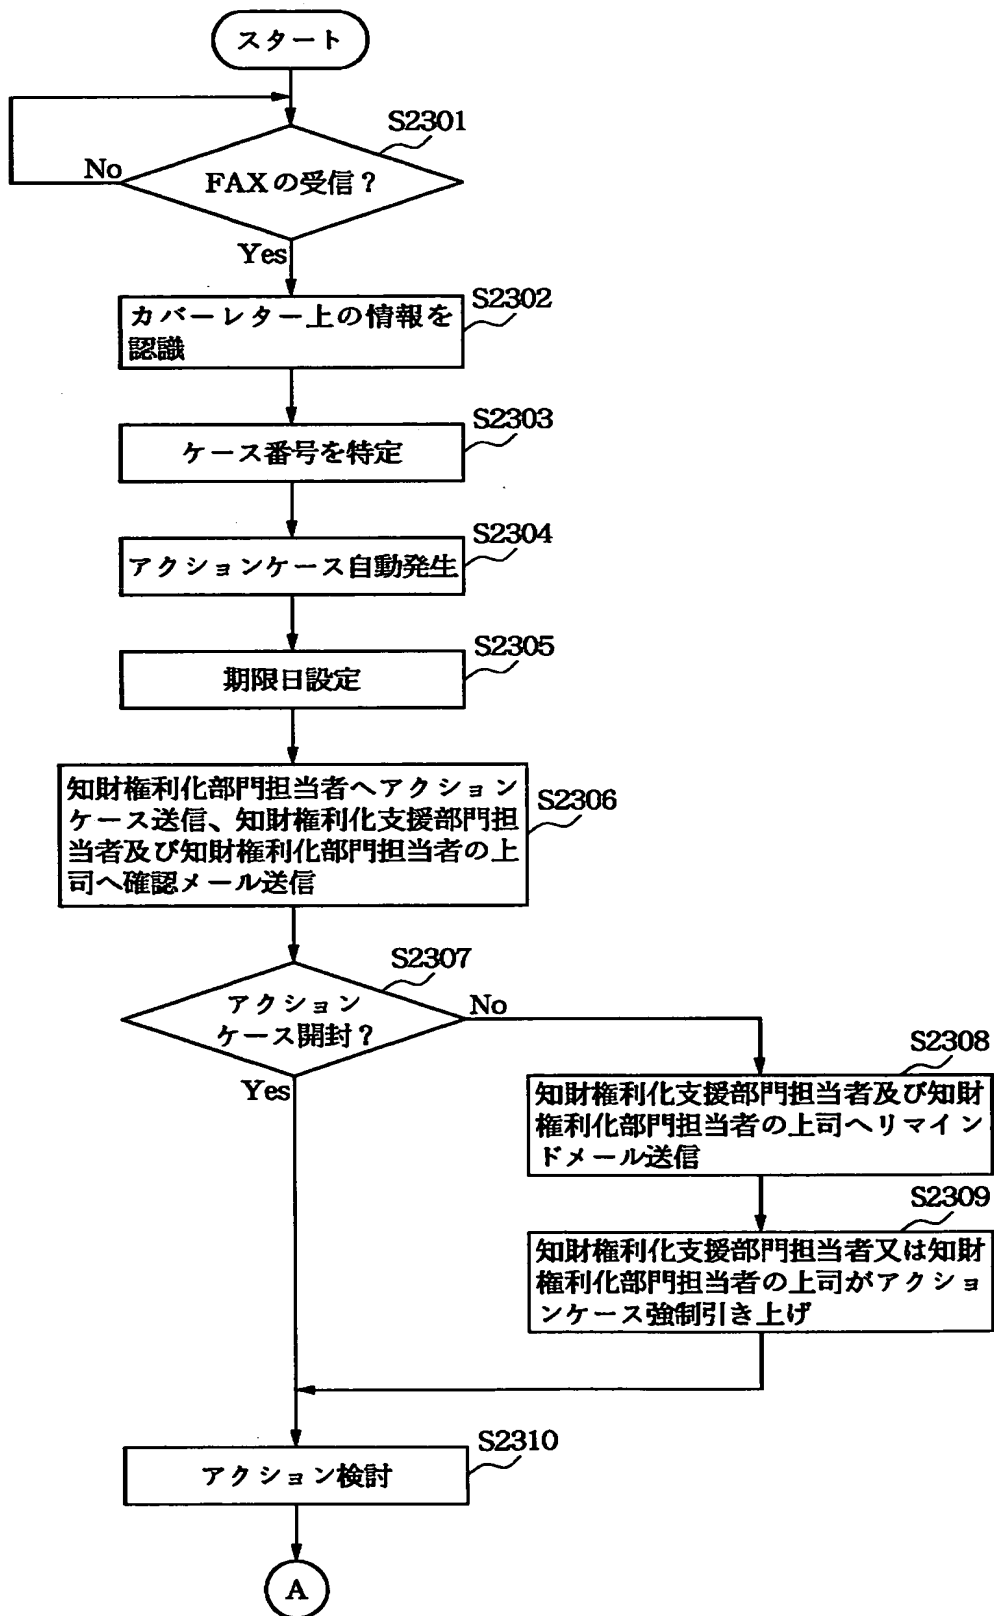 スタート
S2301
No
FAXの受信？
Yes
S2302
カバーレター上の情報を
認識
S2303
ケース番号を特定
S2304
アクションケース自動発生
S2305
期限日設定
S2306
知財権利化部門担当者へアクション
ケース送信、知財権利化支援部門担
当者及び知財権利化部門担当者の上
司へ確認メール送信
S2307
アクション
ケース開封？
No
Yes
S2308
知財権利化支援部門担当者及び知財
権利化部門担当者の上司へリマイン
ドメール送信
S2309
知財権利化支援部門担当者又は知財
権利化部門担当者の上司がアクショ
ンケース強制引き上げ
S2310
アクション検討
A